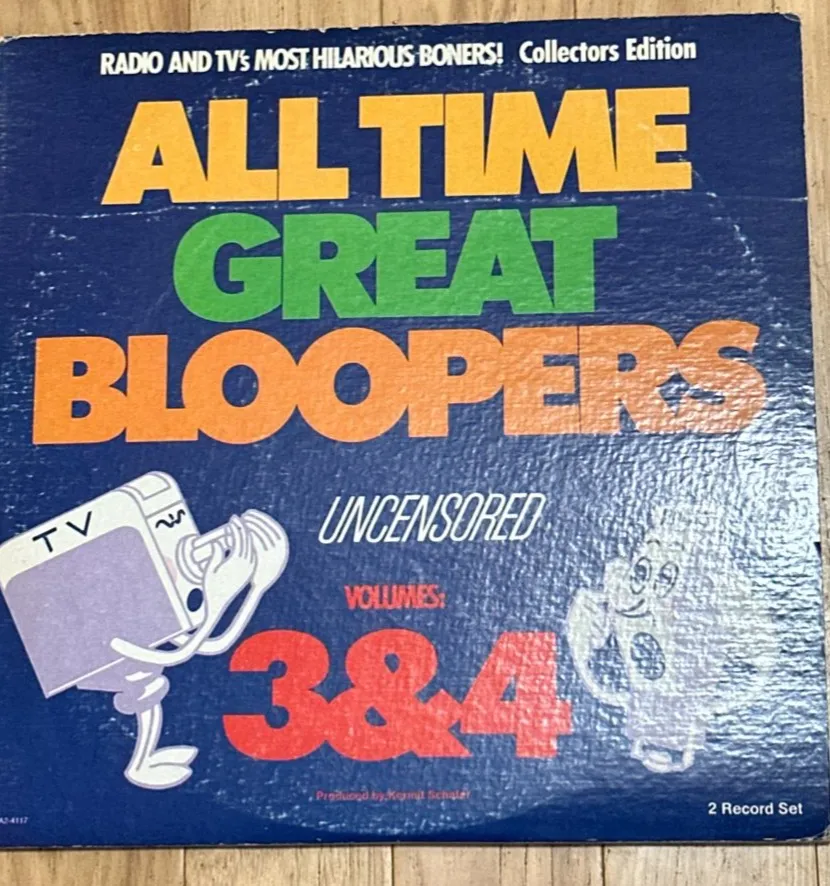 RADIO AND TV's MOST HILARIOUS BONERS! Collectors Edition
ALL TIME
GREAT
BLOOPERS
TV
UNCENSORED
VOLUMES:
3&4
Produced by Kermit Schafer
2 Record Set